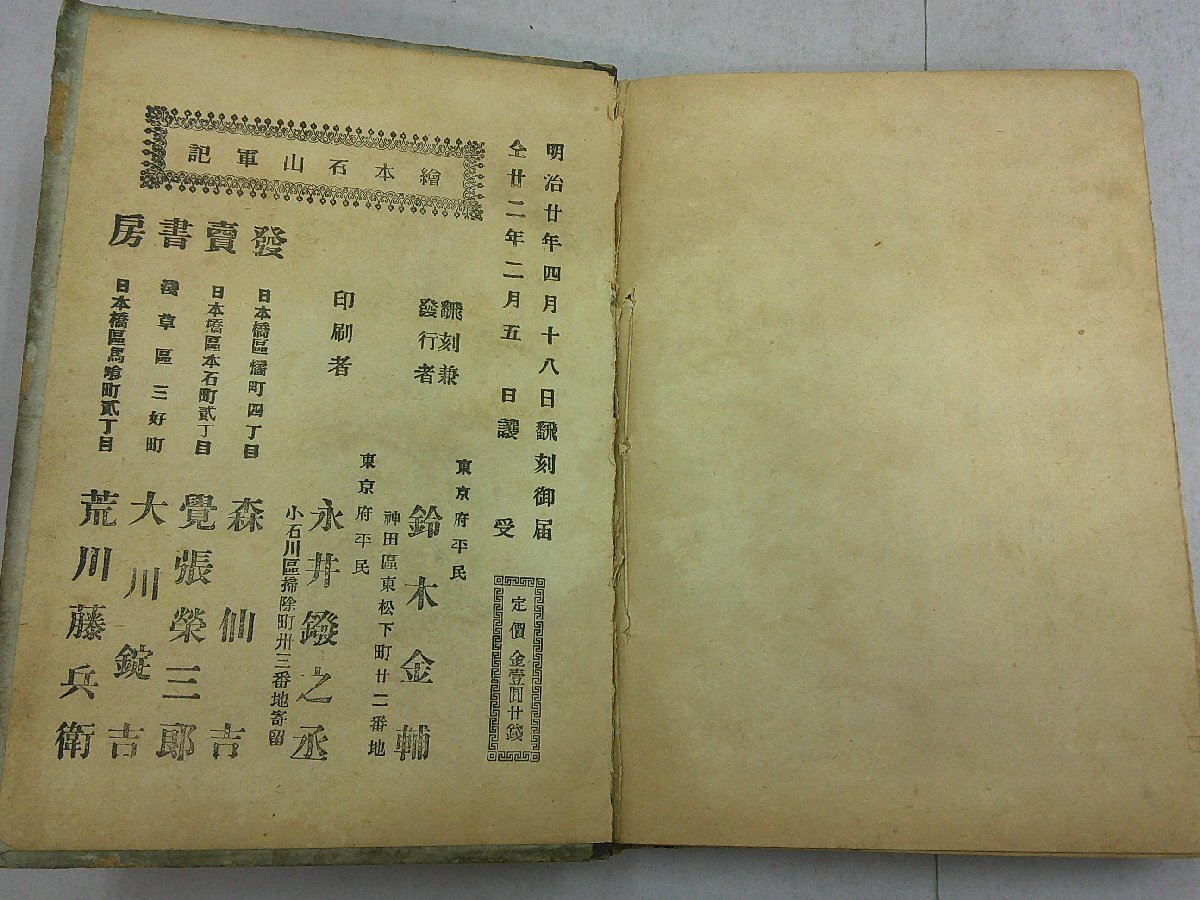 明治廿年四月十八日飜刻御届
仝廿二年二月五日讓受
定價金壹圓廿錢
飜刻兼
發行者
東京府平民
鈴木金輔
神田區東松下町廿二番地
印刷者
東京府平民
永井鐙之丞
小石川區掃除町卅三番地寄留
繪本石山軍記
發賣書房
日本橋區
町四丁目
森仙吉
日本橋區本石町貳丁目
覺張榮三郎
淺草區三好町
大川錠吉
日本橋區馬喰町貳丁目
荒川藤兵衛